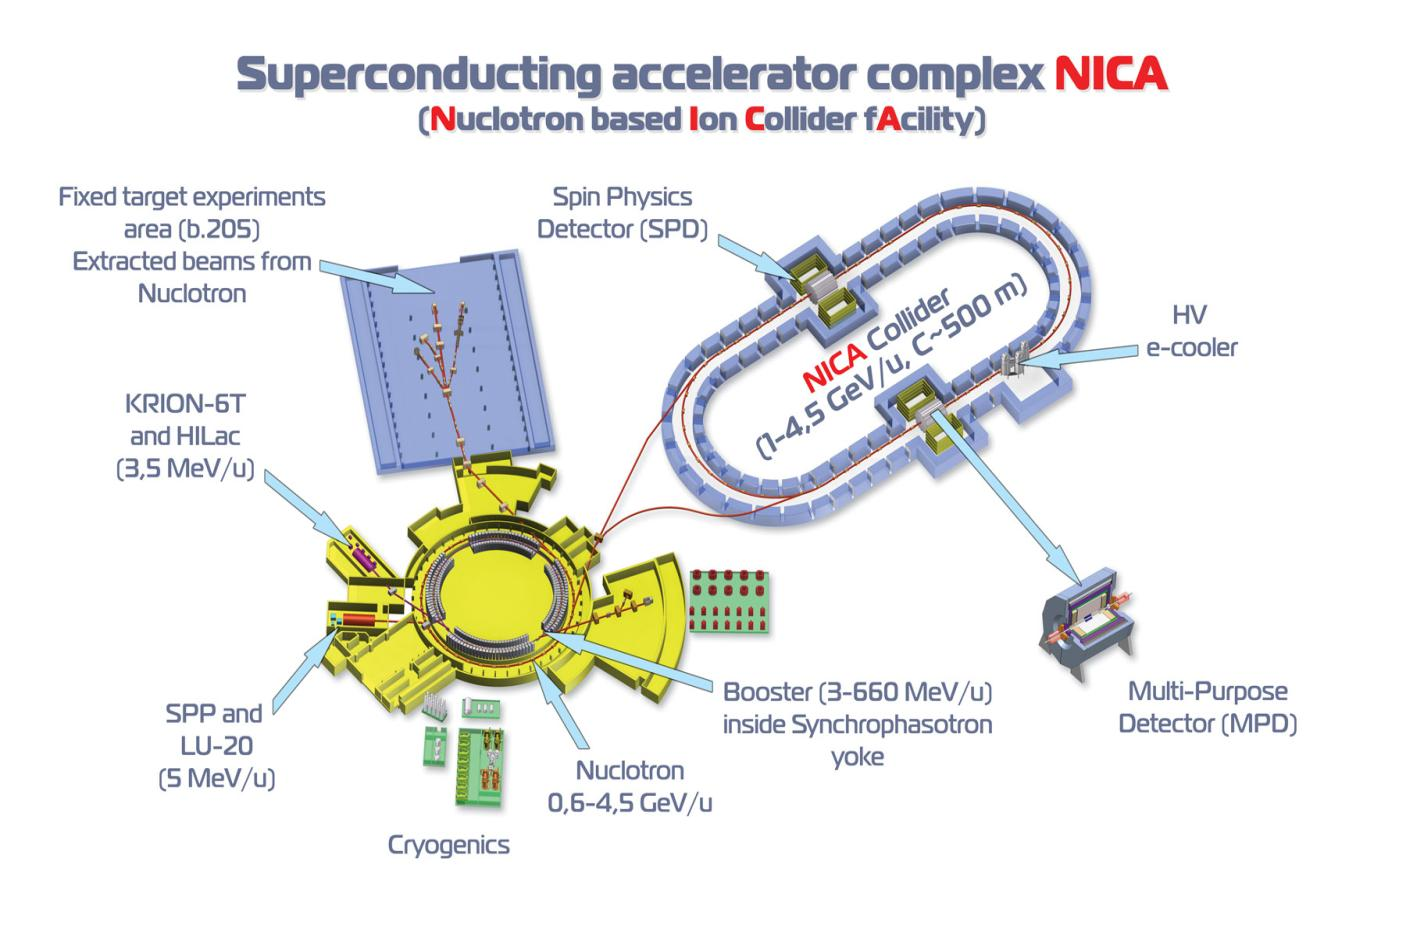 Superconducting accelerator complex NICA
(Nuclotron based Ion Collider fAcility)
Fixed target experiments
area (b.205)
Extracted beams from
Nuclotron
Spin Physics
Detector (SPD)
NICA Collider
(1-4,5 GeV/u, C~500 m)
HV
e-cooler
KRION-6T
and HILac
(3,5 MeV/u)
SPP and
LU-20
(5 MeV/u)
Booster (3-660 MeV/u)
inside Synchrophasotron
yoke
Multi-Purpose
Detector (MPD)
Nuclotron
0,6-4,5 GeV/u
Cryogenics